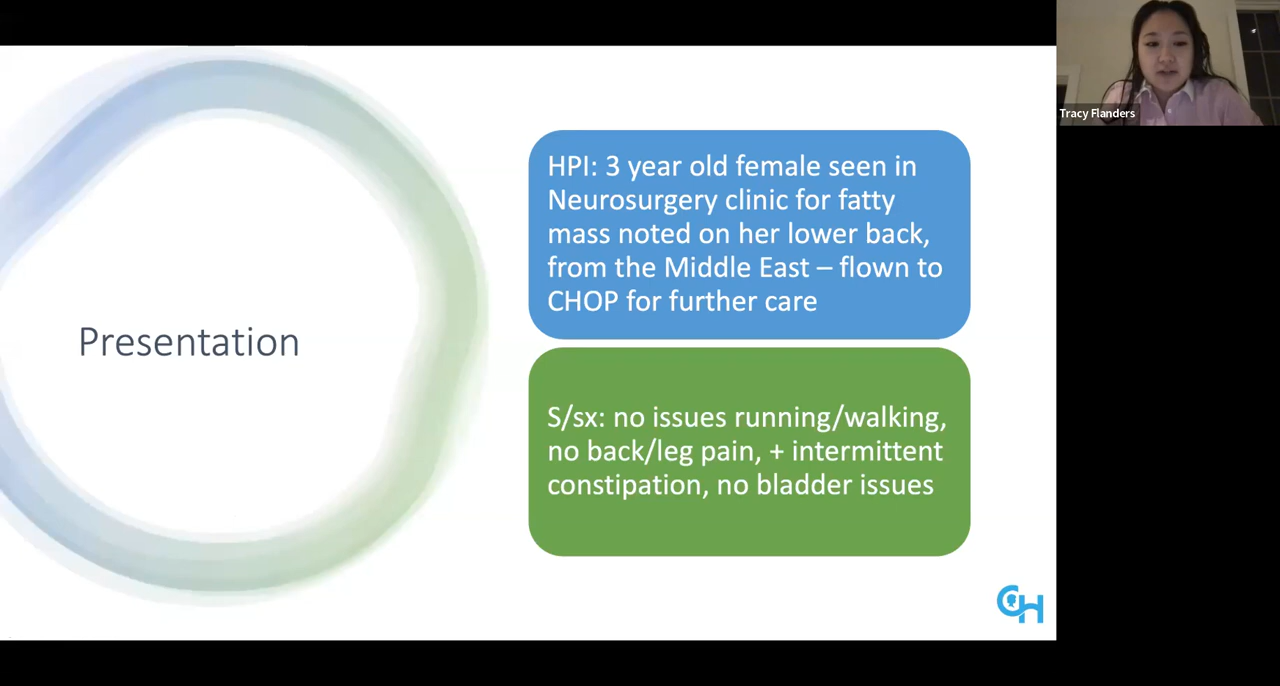 Tracy Flanders
Presentation
HPI: 3 year old female seen in
Neurosurgery clinic for fatty
mass noted on her lower back,
from the Middle East – flown to
CHOP for further care
S/sx: no issues running/walking,
no back/leg pain, + intermittent
constipation, no bladder issues
CH